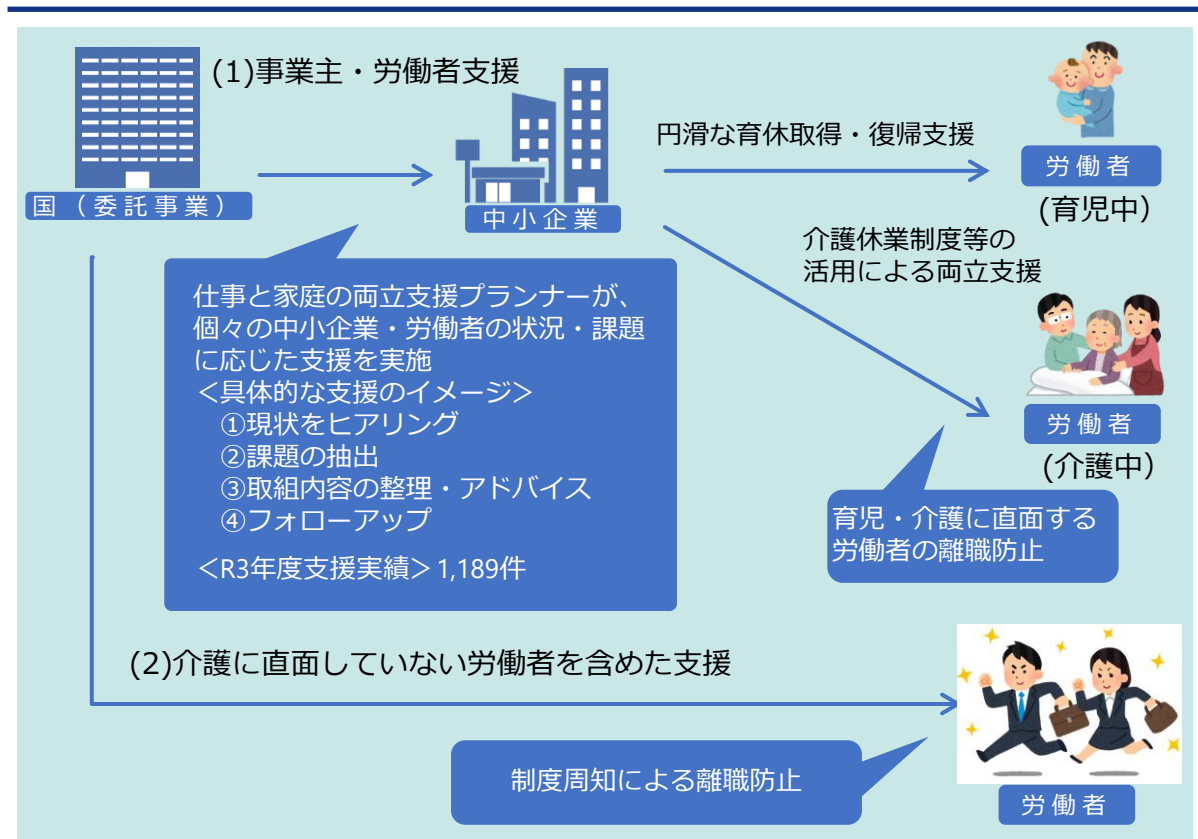 (1)事業主・労働者支援
国（委託事業）
中小企業
円滑な育休取得・復帰支援
労働者
(育児中)
介護休業制度等の
活用による両立支援
労働者
(介護中)
仕事と家庭の両立支援プランナーが、
個々の中小企業・労働者の状況・課題
に応じた支援を実施
＜具体的な支援のイメージ＞
①現状をヒアリング
②課題の抽出
③取組内容の整理・アドバイス
④フォローアップ
＜R3年度支援実績＞1,189件
育児・介護に直面する
労働者の離職防止
(2)介護に直面していない労働者を含めた支援
制度周知による離職防止
労働者